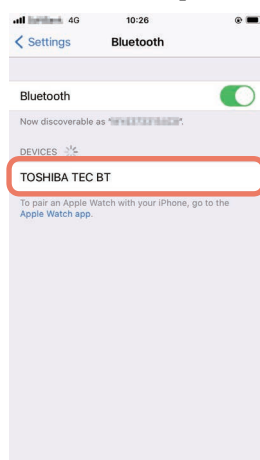 4G 10:26
Settings Bluetooth
Bluetooth
Now discoverable as
DEVICES
TOSHIBA TEC BT
To pair an Apple Watch with your iPhone, go to the
Apple Watch app.